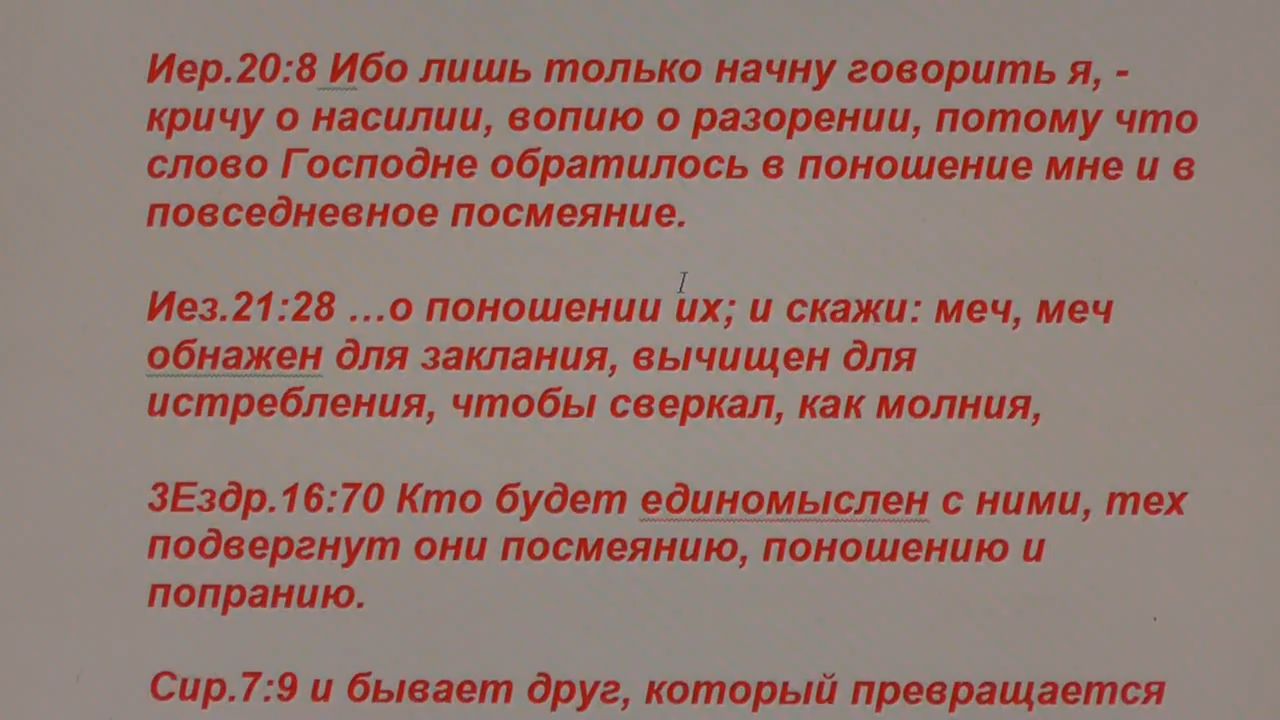 Иер.20:8 Ибо лишь только начну говорить я, -
кричу о насилии, вопию о разорении, потому что
слово Господне обратилось в поношение мне и в
повседневное посмеяние.
Иез.21:28 ...о поношении их; и скажи: меч, меч
обнажен для заклания, вычищен для
истребления, чтобы сверкал, как молния,
3Ездр.16:70 Кто будет единомыслен с ними, тех
подвергнут они посмеянию, поношению и
попранию.
Сир.7:9 и бывает друг, который превращается